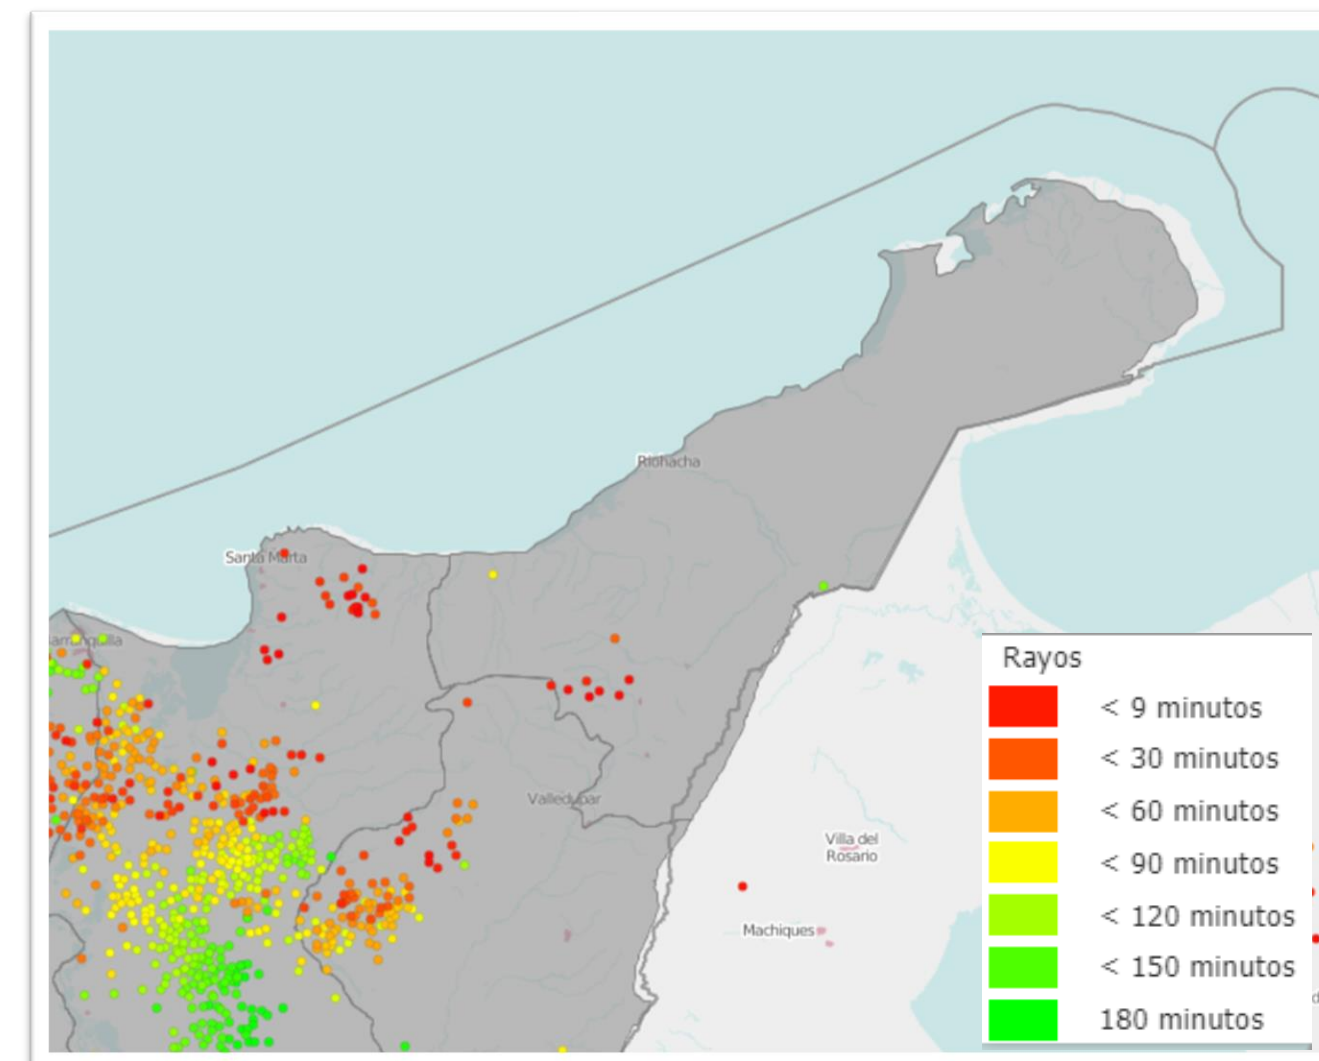 Riohacha
Santa Marta
arranquilla
Rayos
< 9 minutos
< 30 minutos
< 60 minutos
< 90 minutos
< 120 minutos
< 150 minutos
180 minutos
Valledupar
Villa del
Rosario
Machiques